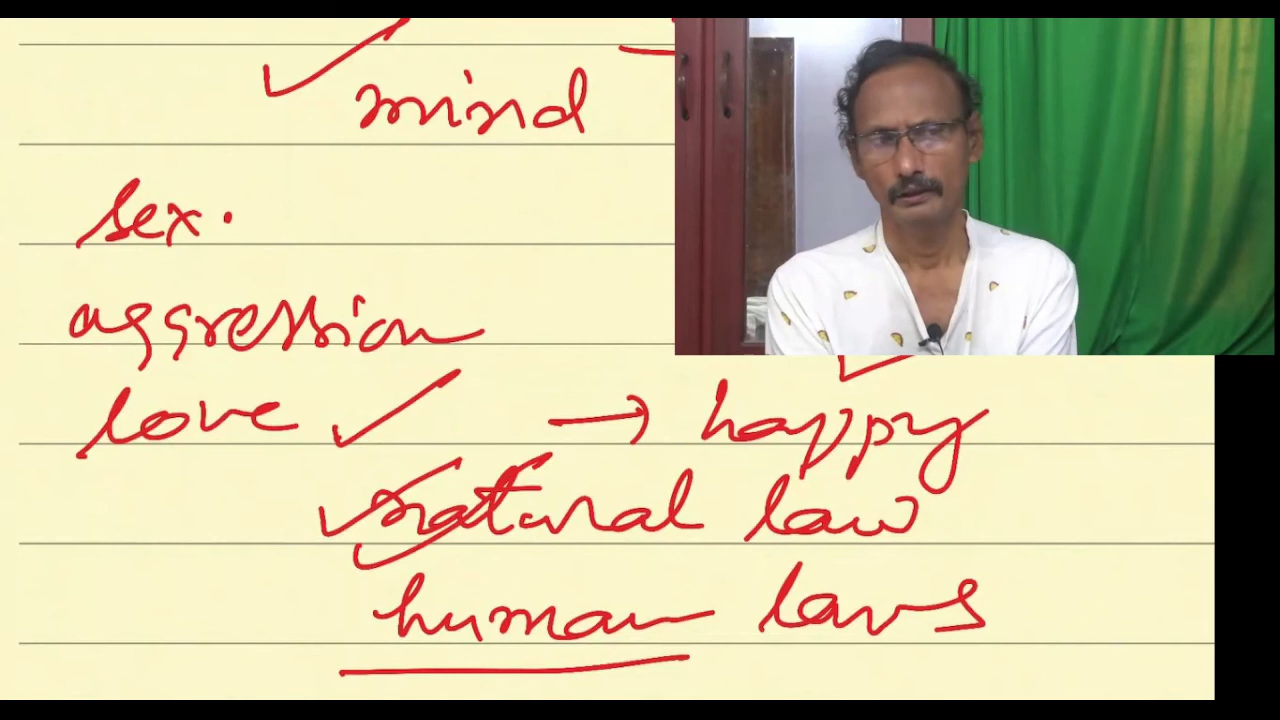 mind
sex.
aggression
love → happy
natural law
human laws